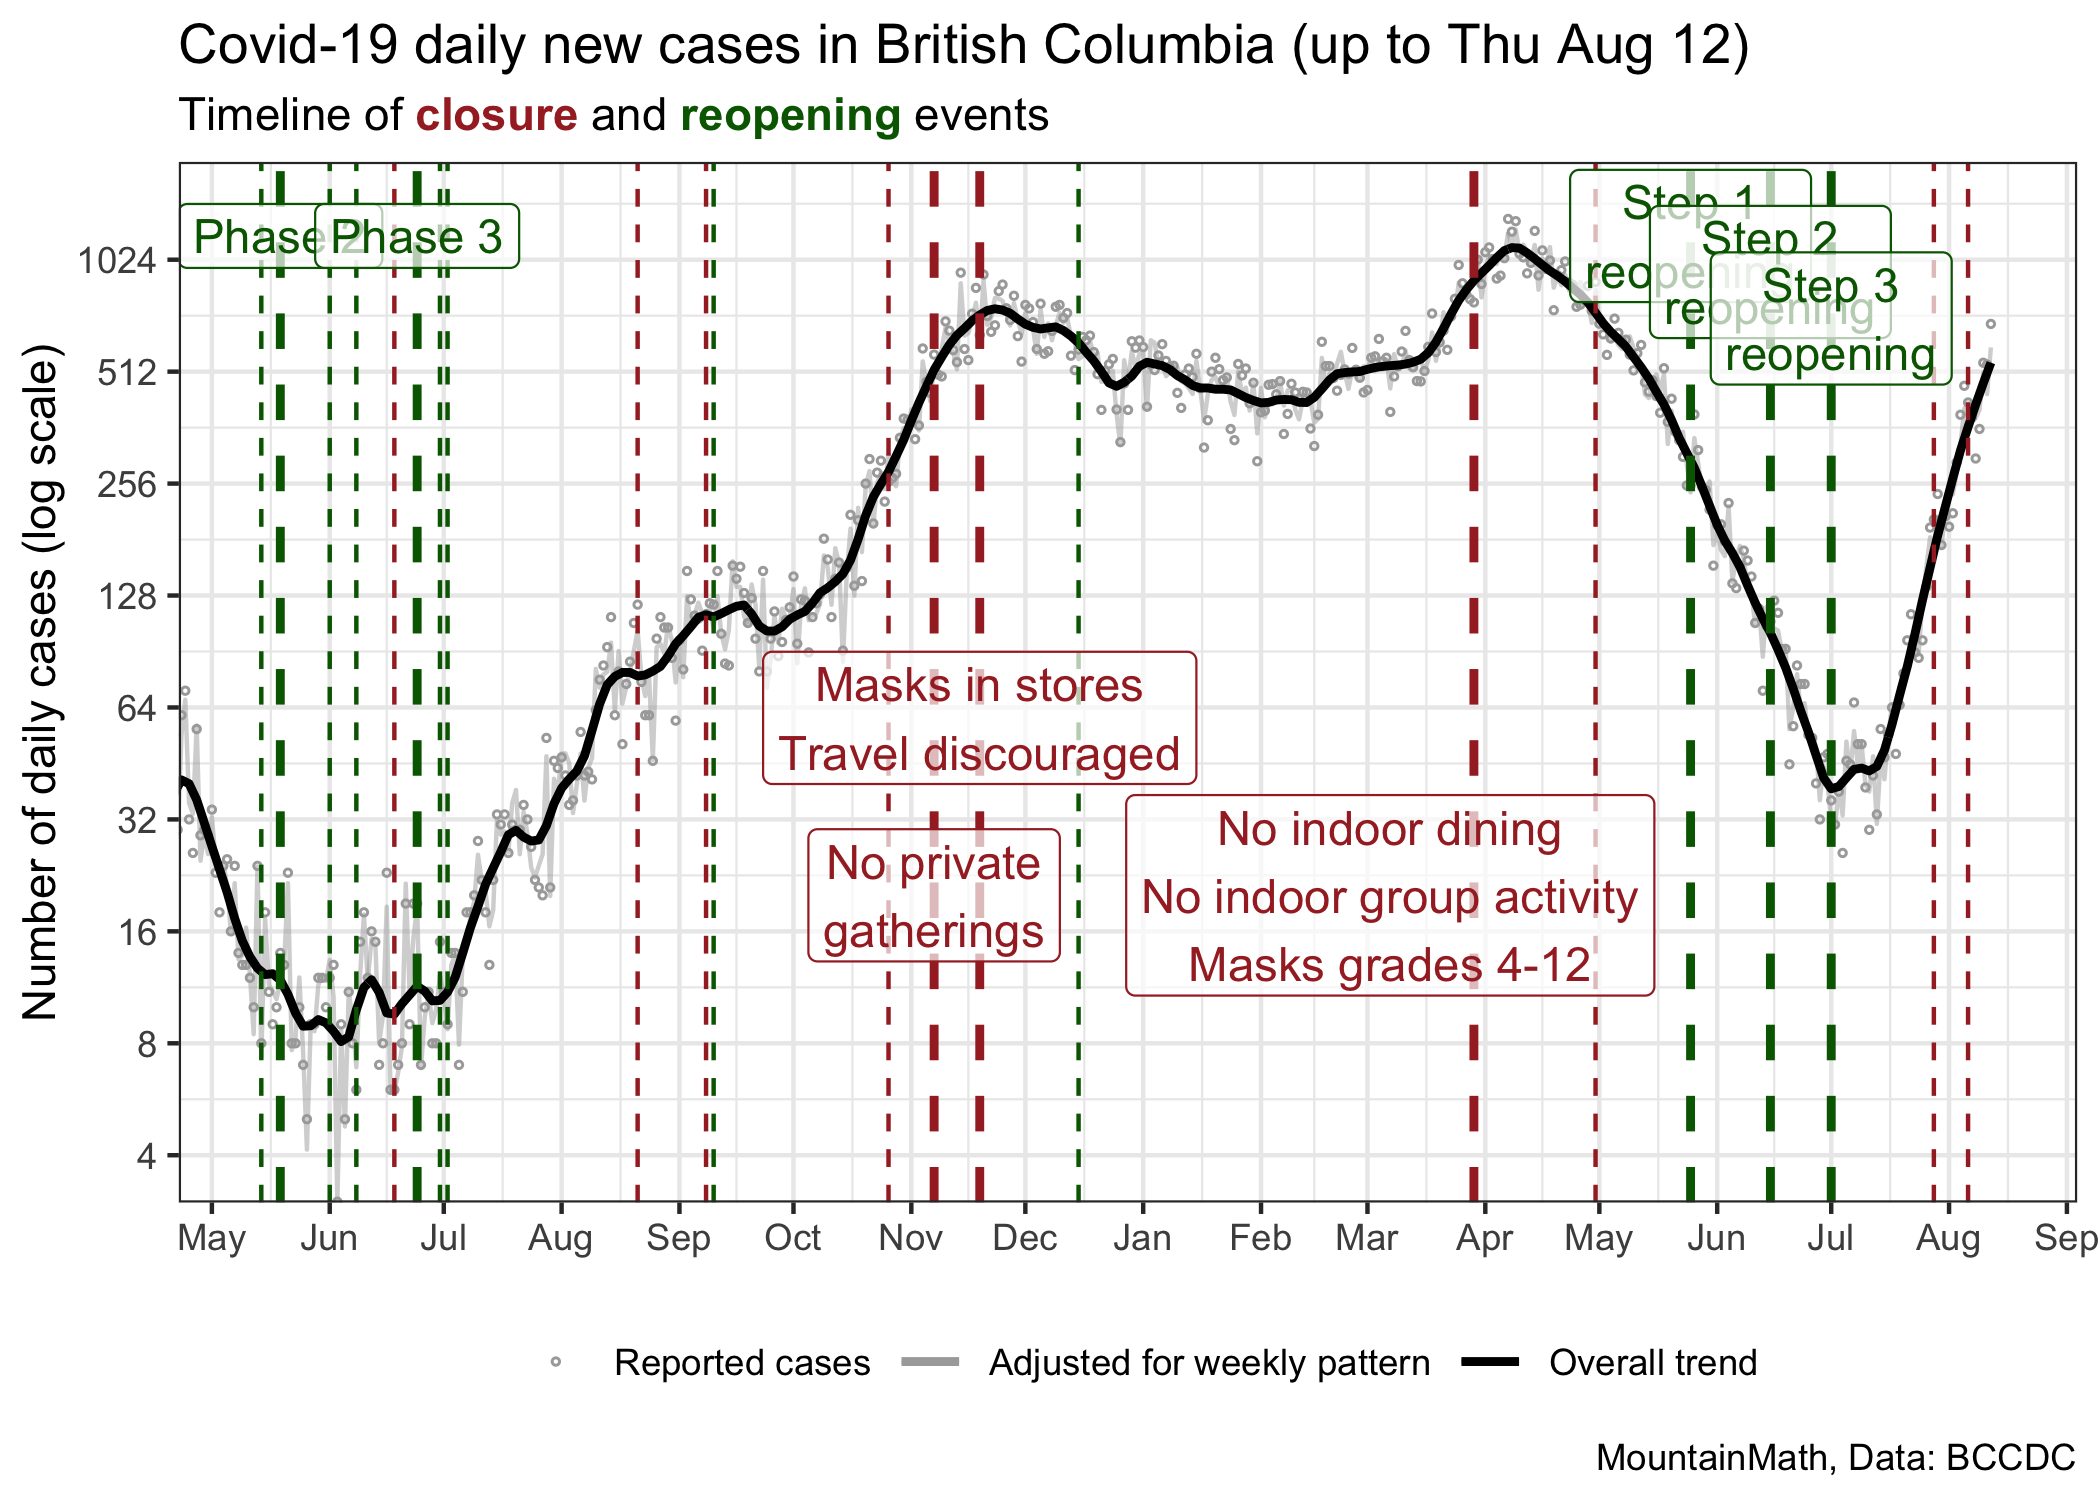 Covid-19 daily new cases in British Columbia (up to Thu Aug 12)
Timeline of closure and reopening events
Number of daily cases (log scale)
1024
512
256
128
64
32
16
8
4
Phase 2
Phase 3
Step 1
reopening
Step 2
reopening
Step 3
reopening
Masks in stores
Travel discouraged
No private
gatherings
No indoor dining
No indoor group activity
Masks grades 4-12
May Jun Jul Aug Sep Oct Nov Dec Jan Feb Mar Apr May Jun Jul Aug Sep
Reported cases Adjusted for weekly pattern Overall trend
MountainMath, Data: BCCDC